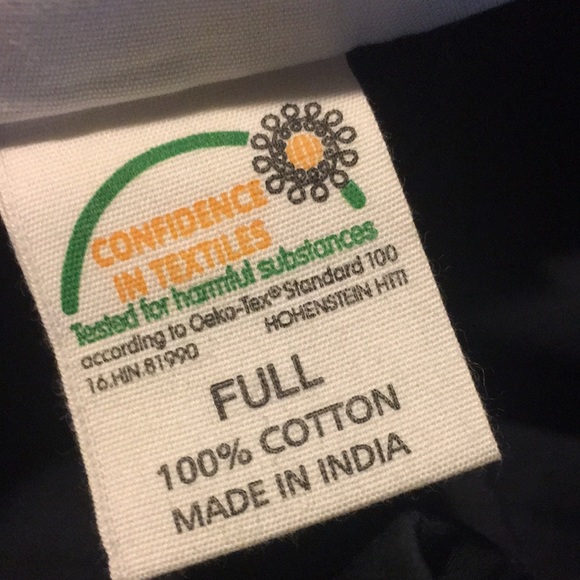 CONFIDENCE
IN TEXTILES
Tested for harmful substances
according to Oeko-Tex® Standard 100
16.HIN.81990 HOHENSTEIN HTTI
FULL
100% COTTON
MADE IN INDIA